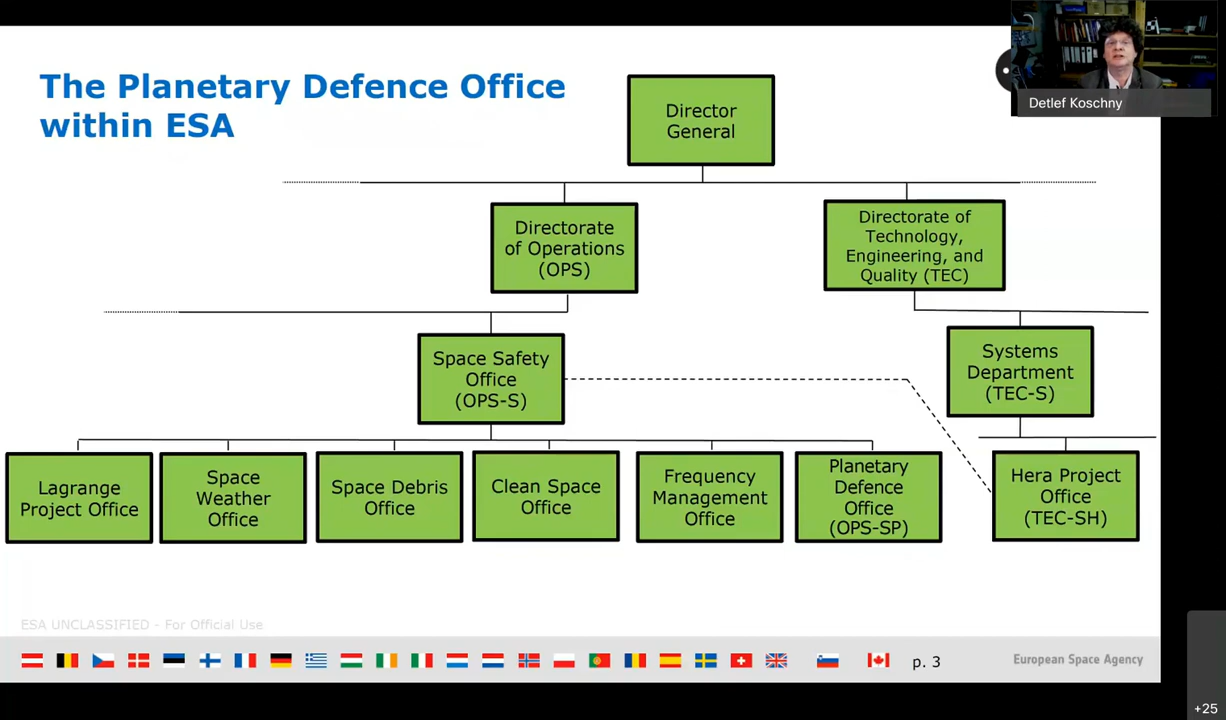 The Planetary Defence Office
within ESA
Detlef Koschny
Director
General
Directorate
of Operations
(OPS)
Directorate of
Technology,
Engineering, and
Quality (TEC)
Space Safety
Office
(OPS-S)
Systems
Department
(TEC-S)
Lagrange
Project Office
Space
Weather
Office
Space Debris
Office
Clean Space
Office
Frequency
Management
Office
Planetary
Defence
Office
(OPS-SP)
Hera Project
Office
(TEC-SH)
ESA UNCLASSIFIED - For Official Use
p. 3
European Space Agency
+25